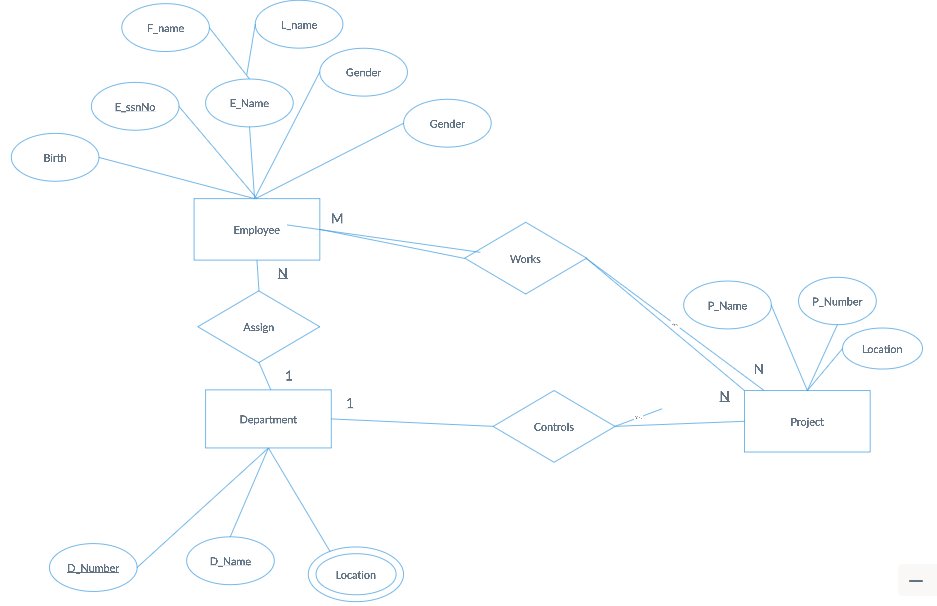 F_name
L_name
Gender
E_ssnNo
E_Name
Gender
Birth
Employee
M
Works
N
P_Name
P_Number
Assign
Location
N
1
1
N
Department
Controls
Project
D_Number
D_Name
Location